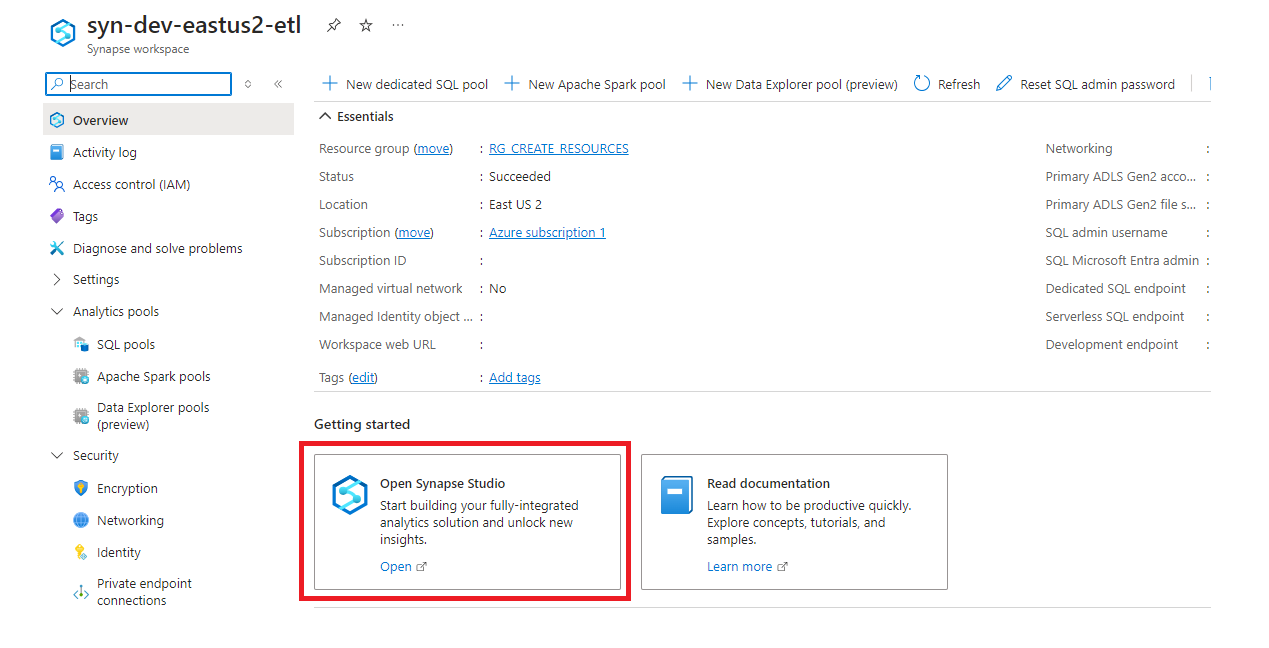 syn-dev-eastus2-etl
Synapse workspace
Search
Overview
Activity log
Access control (IAM)
Tags
Diagnose and solve problems
Settings
Analytics pools
SQL pools
Apache Spark pools
Data Explorer pools
(preview)
Security
Encryption
Networking
Identity
Private endpoint
connections
New dedicated SQL pool New Apache Spark pool New Data Explorer pool (preview) Refresh Reset SQL admin password
Essentials
Resource group (move) : RG_CREATE_RESOURCES
Status : Succeeded
Location : East US 2
Subscription (move) : Azure subscription 1
Subscription ID :
Managed virtual network : No
Managed Identity object ... :
Workspace web URL :
Tags (edit) : Add tags
Networking :
Primary ADLS Gen2 acco... :
Primary ADLS Gen2 file s... :
SQL admin username :
SQL Microsoft Entra admin :
Dedicated SQL endpoint :
Serverless SQL endpoint :
Development endpoint :
Getting started
Open Synapse Studio
Start building your fully-integrated
analytics solution and unlock new
insights.
Open
Read documentation
Learn how to be productive quickly.
Explore concepts, tutorials, and
samples.
Learn more